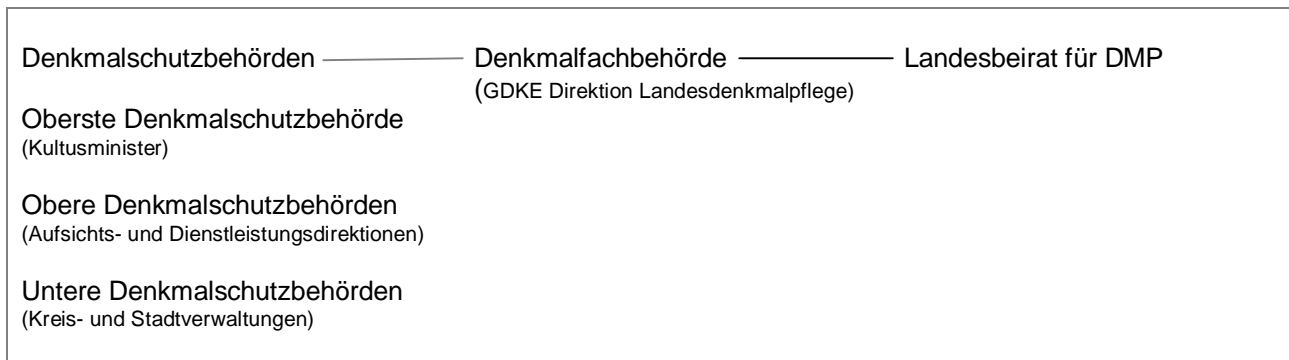 Denkmalschutzbehörden Denkmalfachbehörde Landesbeirat für DMP
(GDKE Direktion Landesdenkmalpflege)
Oberste Denkmalschutzbehörde
(Kultusminister)
Obere Denkmalschutzbehörden
(Aufsichts- und Dienstleistungsdirektionen)
Untere Denkmalschutzbehörden
(Kreis- und Stadtverwaltungen)